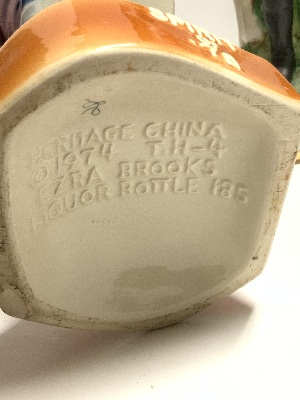 HERITAGE CHINA
©1974 T.H-4
EZRA BROOKS
LIQUOR BOTTLE 185